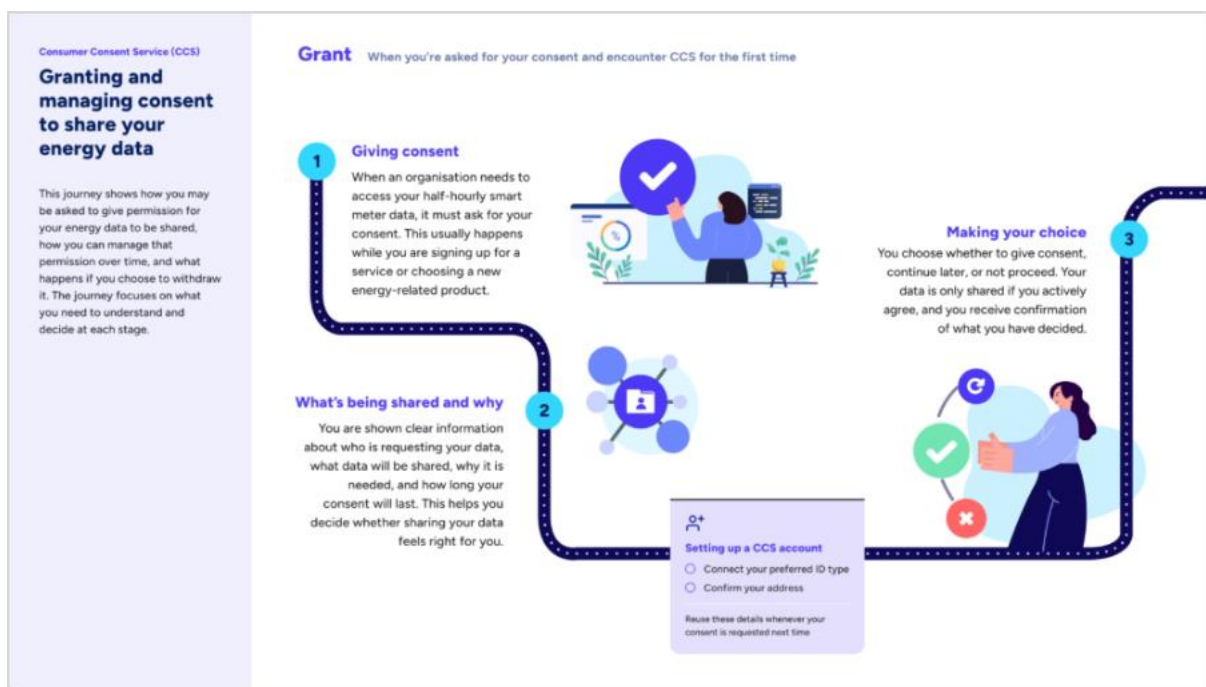 Consumer Consent Service (CCS)
Granting and
managing consent
to share your
energy data
This journey shows how you may
be asked to give permission for
your energy data to be shared,
how you can manage that
permission over time, and what
happens if you choose to withdraw
it. The journey focuses on what
you need to understand and
decide at each stage.
Grant When you're asked for your consent and encounter CCS for the first time
1
Giving consent
When an organisation needs to
access your half-hourly smart
meter data, it must ask for your
consent. This usually happens
while you are signing up for a
service or choosing a new
energy-related product.
%
What's being shared and why
2
You are shown clear information
about who is requesting your data,
what data will be shared, why it is
needed, and how long your
consent will last. This helps you
decide whether sharing your data
feels right for you.
Setting up a CCS account
Connect your preferred ID type
Confirm your address
Reuse these details whenever your
consent is requested next time
Making your choice
3
You choose whether to give consent,
continue later, or not proceed. Your
data is only shared if you actively
agree, and you receive confirmation
of what you have decided.